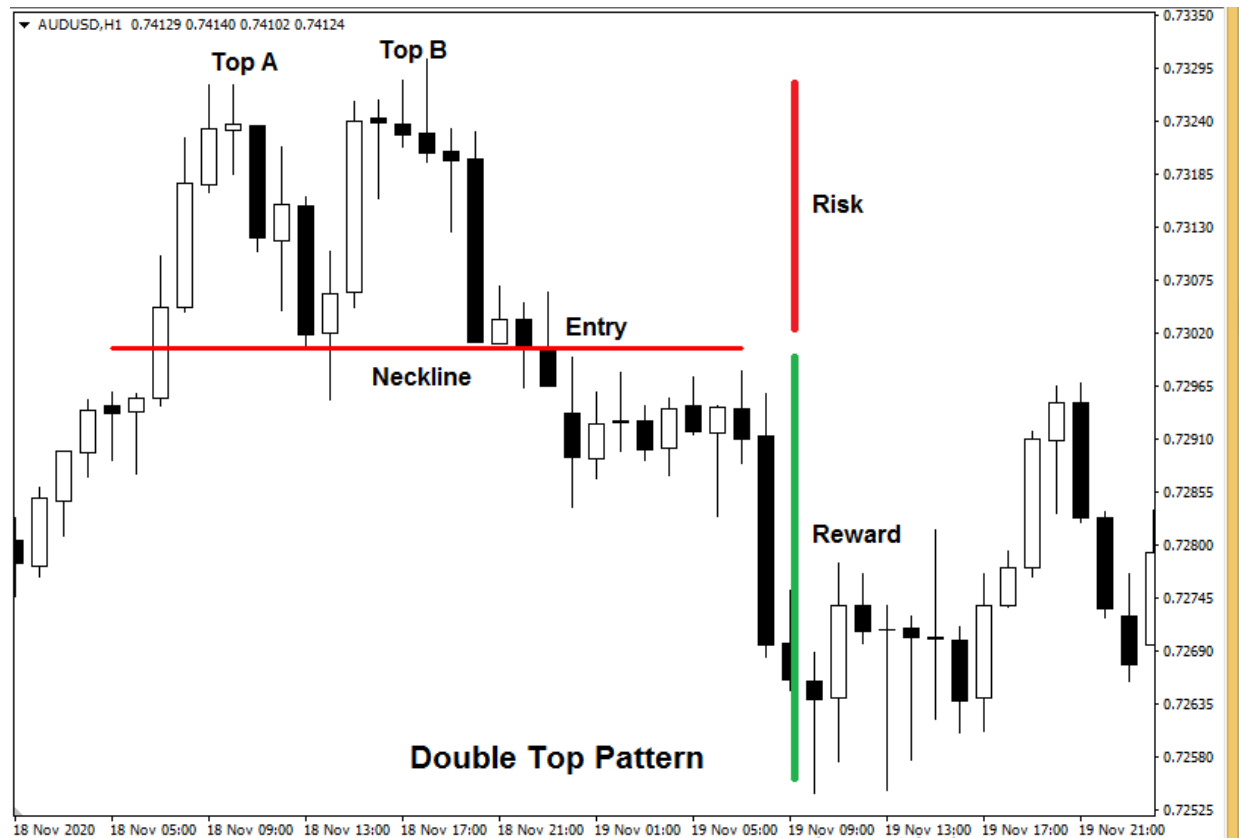 AUDUSD,H1 0.74129 0.74140 0.74102 0.74124
Top A
Top B
Risk
Entry
Neckline
Reward
Double Top Pattern
0.73350
0.73295
0.73240
0.73185
0.73130
0.73075
0.73020
0.72965
0.72910
0.72855
0.72800
0.72745
0.72690
0.72635
0.72580
0.72525
18 Nov 2020
18 Nov 05:00
18 Nov 09:00
18 Nov 13:00
18 Nov 17:00
18 Nov 21:00
19 Nov 01:00
19 Nov 05:00
19 Nov 09:00
19 Nov 13:00
19 Nov 17:00
19 Nov 21:00